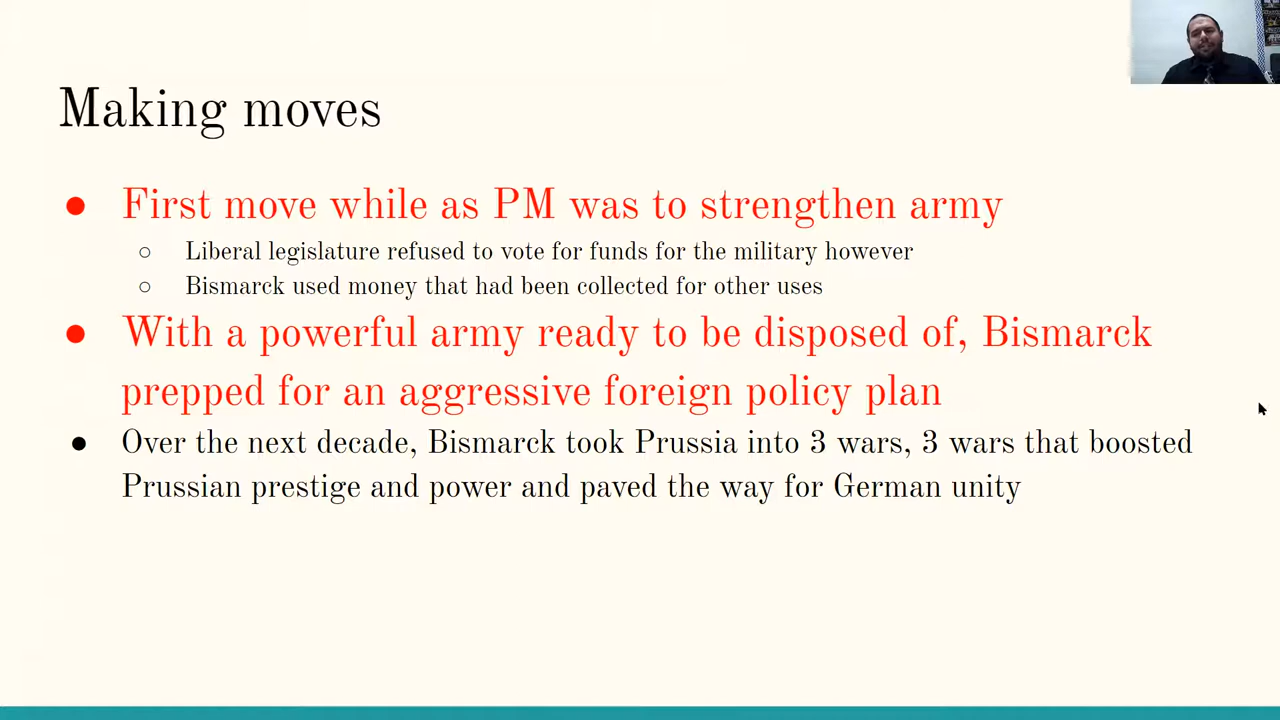 Making moves
● First move while as PM was to strengthen army
○ Liberal legislature refused to vote for funds for the military however
○ Bismarck used money that had been collected for other uses
● With a powerful army ready to be disposed of, Bismarck
prepped for an aggressive foreign policy plan
● Over the next decade, Bismarck took Prussia into 3 wars, 3 wars that boosted
Prussian prestige and power and paved the way for German unity